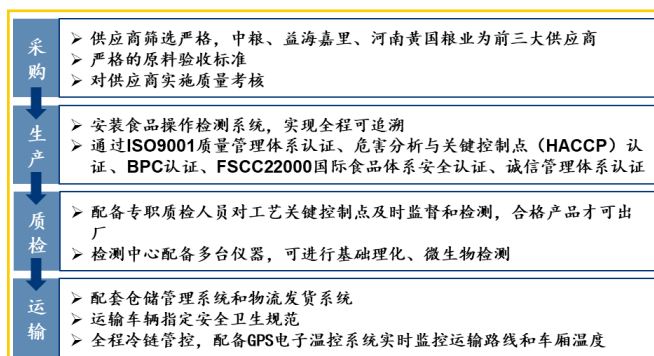 采购
➢ 供应商筛选严格，中粮、益海嘉里、河南黄国粮业为前三大供应商
➢ 严格的原料验收标准
➢ 对供应商实施质量考核
生产
➢ 安装食品操作检测系统，实现全程可追溯
➢ 通过ISO9001质量管理体系认证、危害分析与关键控制点（HACCP）认
证、BPC认证、FSCC22000国际食品体系安全认证、诚信管理体系认证
质检
➢ 配备专职质检人员对工艺关键控制点及时监督和检测，合格产品才可出
厂
➢ 检测中心配备多台仪器，可进行基础理化、微生物检测
运输
➢ 配套仓储管理系统和物流发货系统
➢ 运输车辆指定安全卫生规范
➢ 全程冷链管控，配备GPS电子温控系统实时监控运输路线和车厢温度